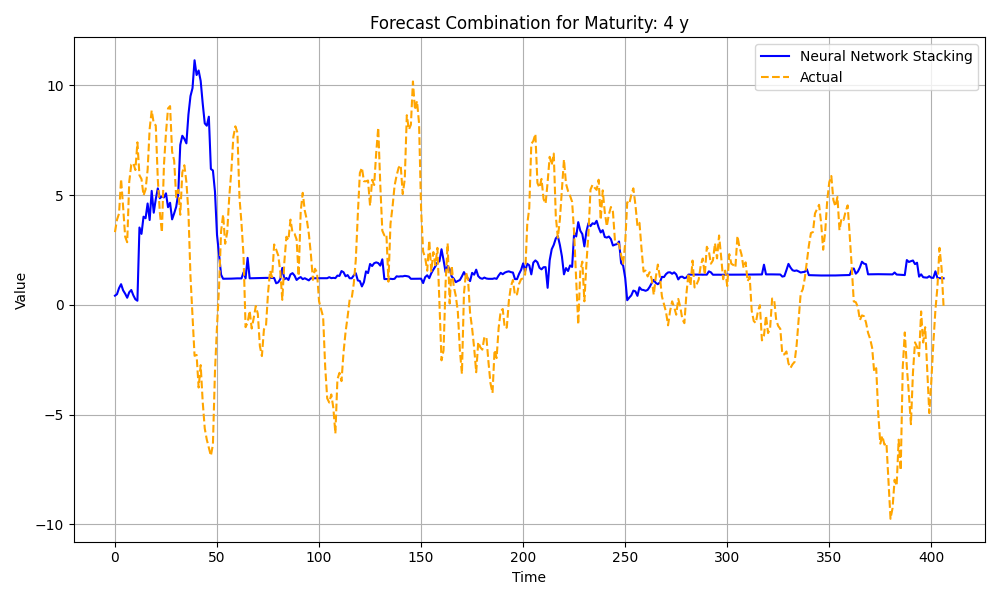 Forecast Combination for Maturity: 4 y
Neural Network Stacking
Actual
Value
10
5
0
−5
−10
0 50 100 150 200 250 300 350 400
Time